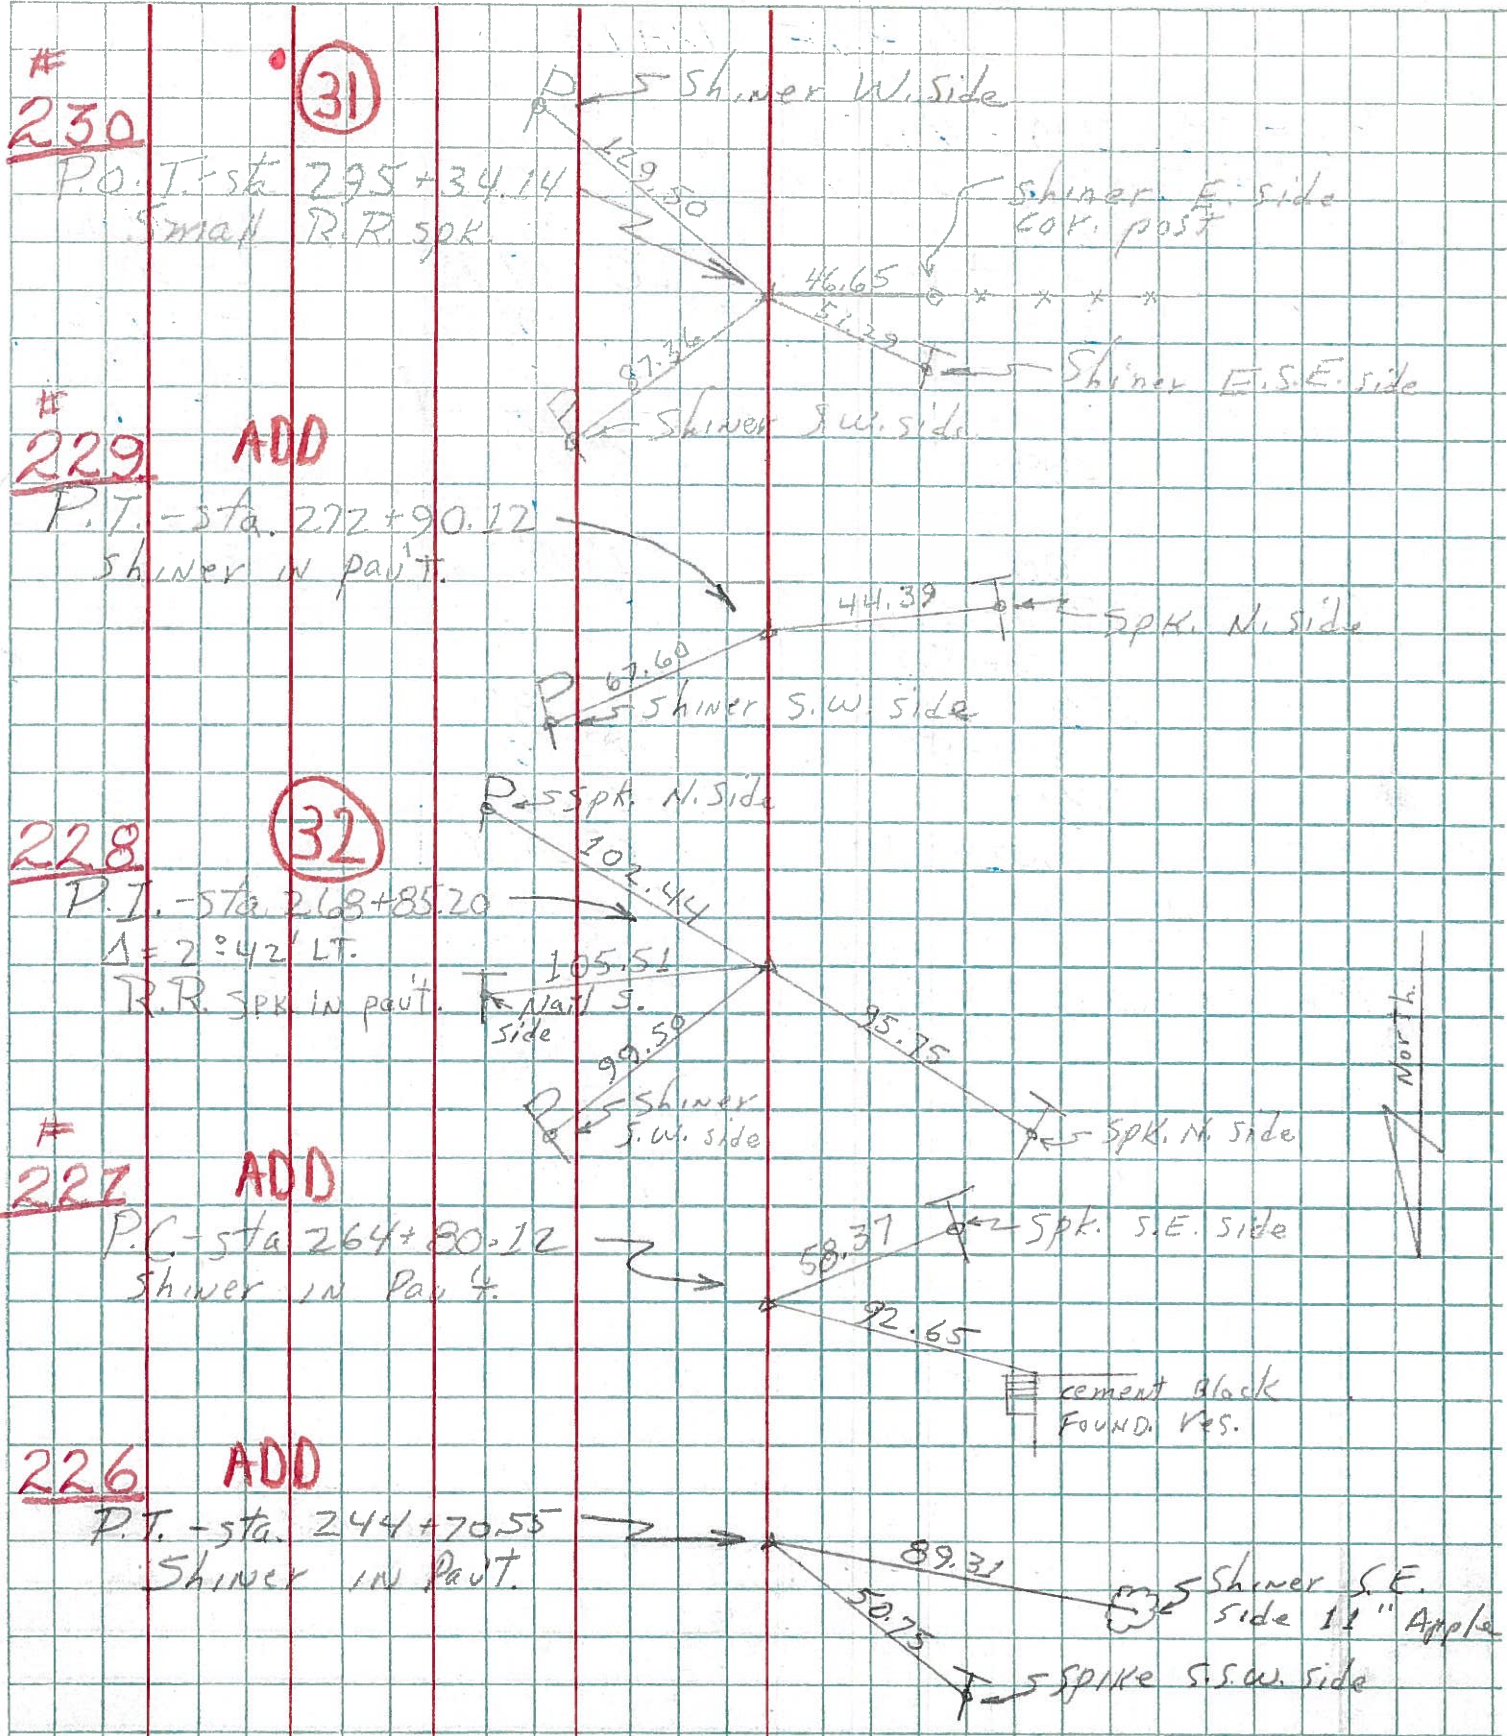 #
230
31
Shiner W. side
129.50
P.O.T.-sta 295+34.14
Small R.R. spk.
shiner E. side
cor. post
46.65
51.29
87.36
Shiner E.S.E. side
Shiner S.W. side
#
229
ADD
P.T.-sta. 272+90.12
shiner in pav't.
44.39
Spk. N. side
67.60
shiner S.W. side
228
32
Spk. N. side
102.44
P.I.-sta. 268+85.20
Δ = 2°42' LT.
R.R. spk in pav't.
105.51
Nail S.
side
99.50
95.75
Shiner
S.W. side
Spk. N. side
North
#
227
ADD
P.C.-sta 264+80.12
Shiner in Pav't.
58.37
Spk. S.E. side
92.65
cement Block
FOUND. res.
226
ADD
P.T.-sta. 244+70.55
Shiner in Pav't.
89.31
Shiner S.E.
side 11" Apple
50.75
Spike S.S.W. side